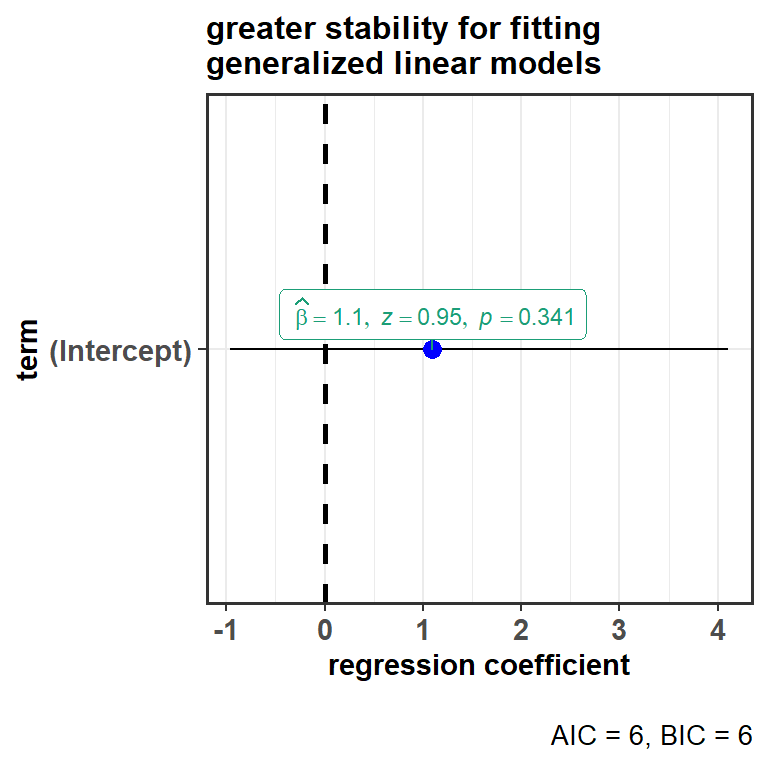 greater stability for fitting
generalized linear models
β̂ = 1.1, z = 0.95, p = 0.341
term
(Intercept)
-1 0 1 2 3 4
regression coefficient
AIC = 6, BIC = 6